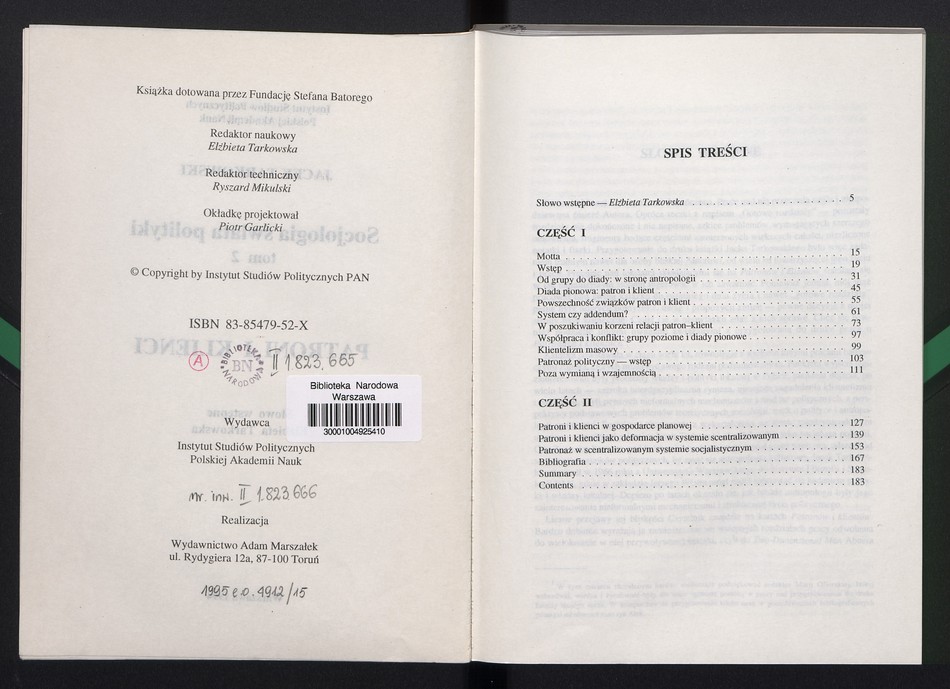 Książka dotowana przez Fundację Stefana Batorego
Redaktor naukowy
Elżbieta Tarkowska
Redaktor techniczny
Ryszard Mikulski
Okładkę projektował
Piotr Garlicki
© Copyright by Instytut Studiów Politycznych PAN
ISBN 83-85479-52-X
A
BIBLIOTEKA NARODOWA
BN
II 1823,665
Biblioteka Narodowa
Warszawa
30001004925410
Wydawca
Instytut Studiów Politycznych
Polskiej Akademii Nauk
nr. inw. II 1.823.666
Realizacja
Wydawnictwo Adam Marszałek
ul. Rydygiera 12a, 87-100 Toruń
1995 e.o. 4912/15
SPIS TREŚCI
Słowo wstępne — Elżbieta Tarkowska . . . 5
CZĘŚĆ I
Motta . . . 15
Wstęp . . . 19
Od grupy do diady: w stronę antropologii . . . 31
Diada pionowa: patron i klient . . . 45
Powszechność związków patron i klient . . . 55
System czy addendum? . . . 61
W poszukiwaniu korzeni relacji patron–klient . . . 73
Współpraca i konflikt: grupy poziome i diady pionowe . . . 97
Klientelizm masowy . . . 99
Patronaż polityczny — wstęp . . . 103
Poza wymianą i wzajemnością . . . 111
CZĘŚĆ II
Patroni i klienci w gospodarce planowej . . . 127
Patroni i klienci jako deformacja w systemie scentralizowanym . . . 139
Patronaż w scentralizowanym systemie socjalistycznym . . . 153
Bibliografia . . . 167
Summary . . . 183
Contents . . . 183